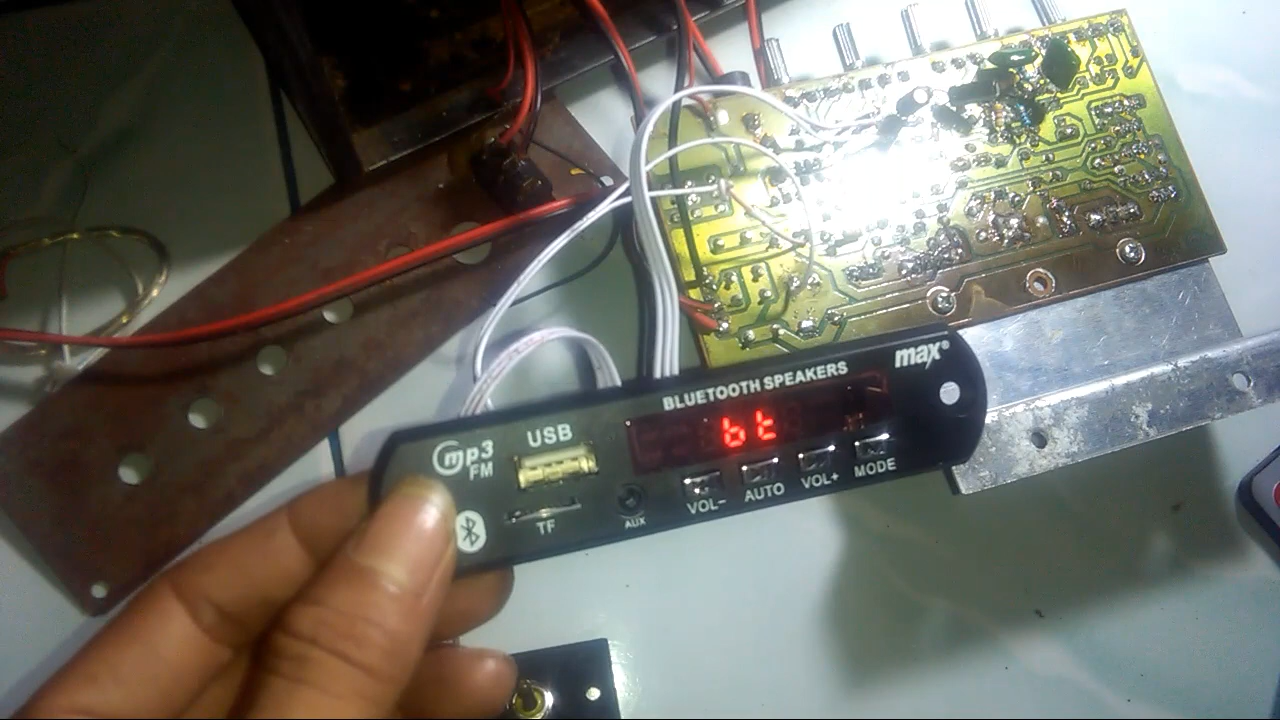 max®
BLUETOOTH SPEAKERS
mp3
FM
USB
bt
TF
AUX
VOL-
AUTO
VOL+
MODE